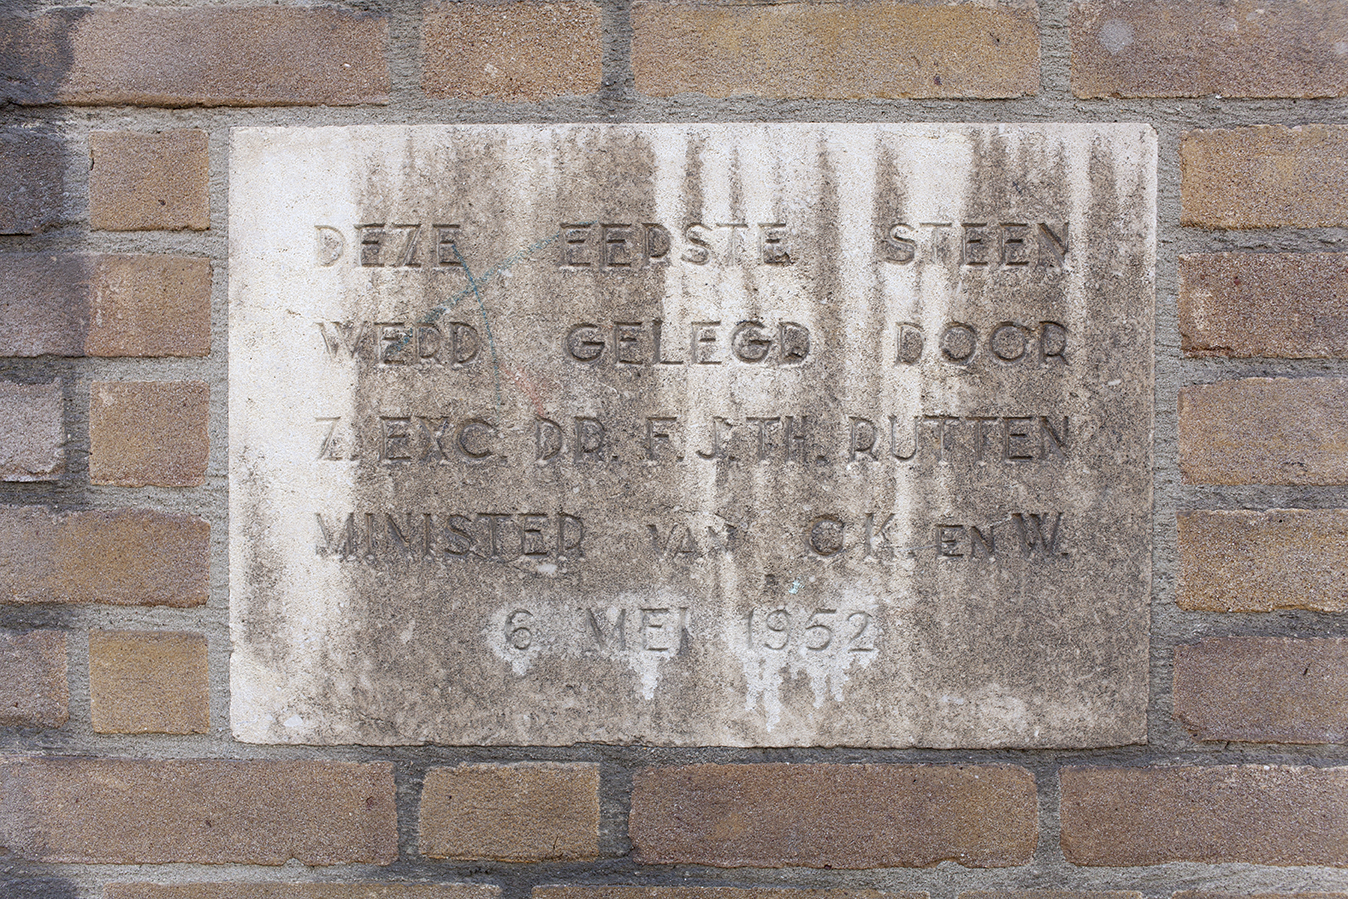 DEZE EERSTE STEEN
WERD GELEGD DOOR
Z. EXC. DR. F.J.TH. RUTTEN
MINISTER VAN O.K. EN W.
6 MEI 1952